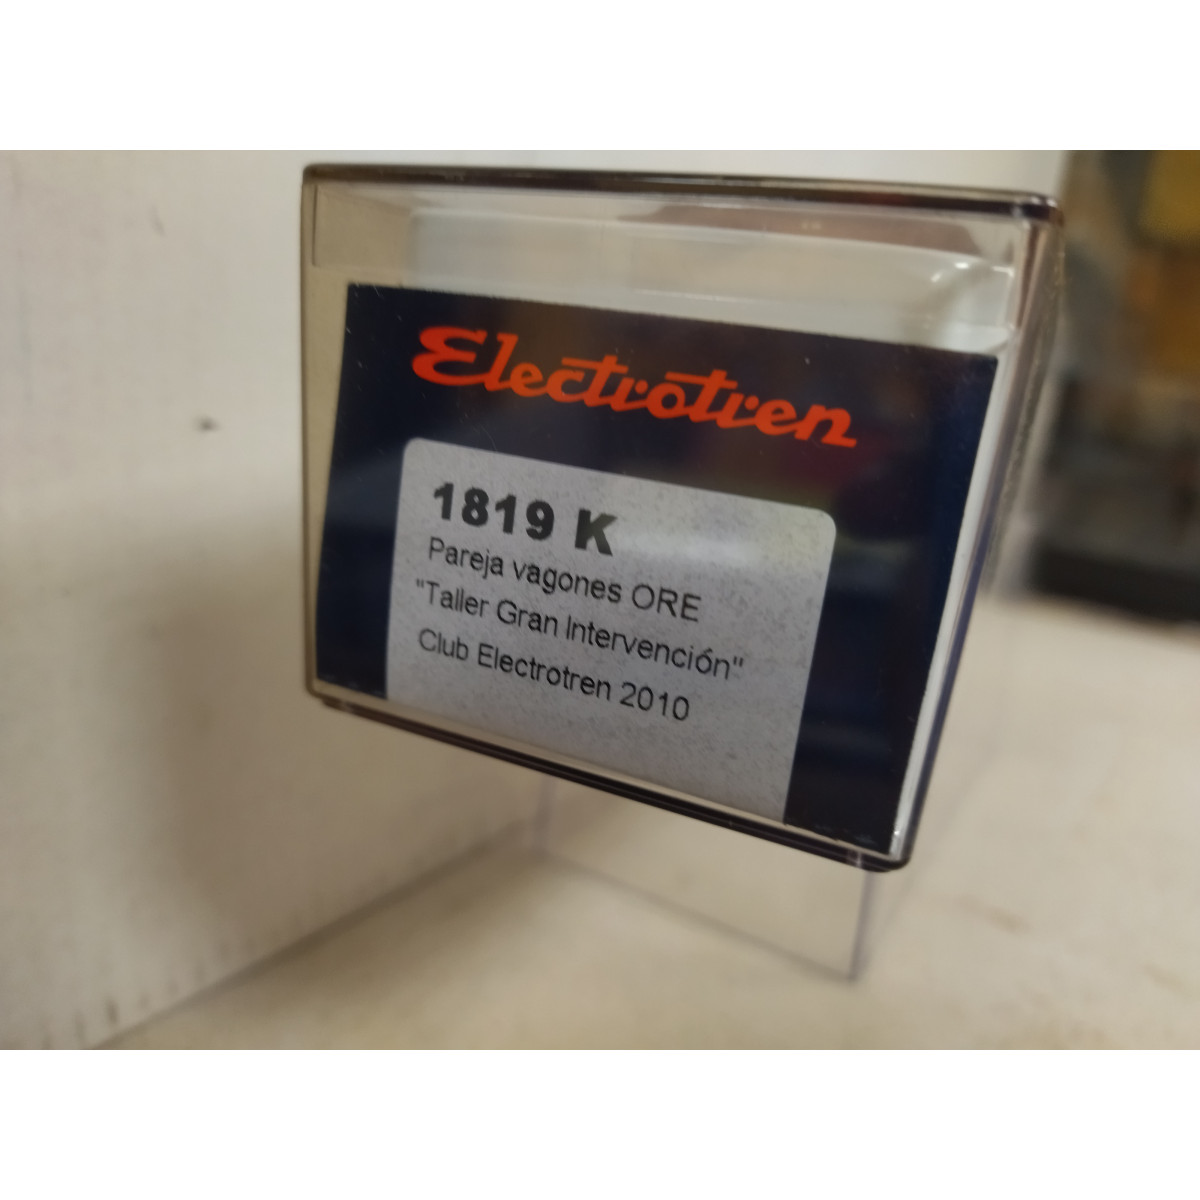 Electrotren
1819 K
Pareja vagones ORE
"Taller Gran Intervención"
Club Electrotren 2010